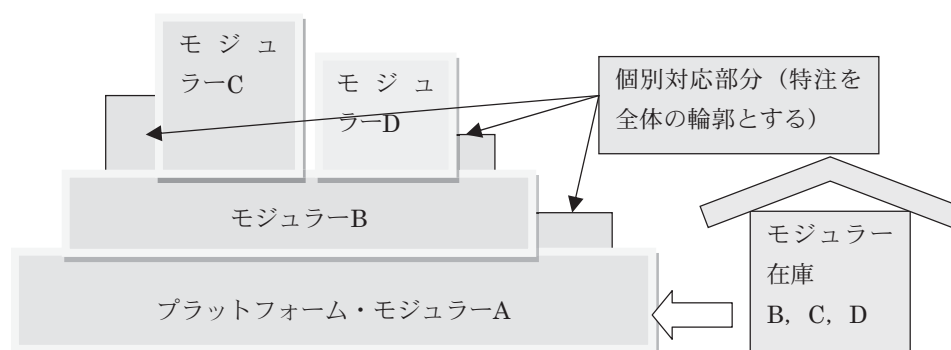 モジュ
ラーC
モジュ
ラーD
個別対応部分（特注を
全体の輪郭とする）
モジュラーB
モジュラー
在庫
B，C，D
プラットフォーム・モジュラーA